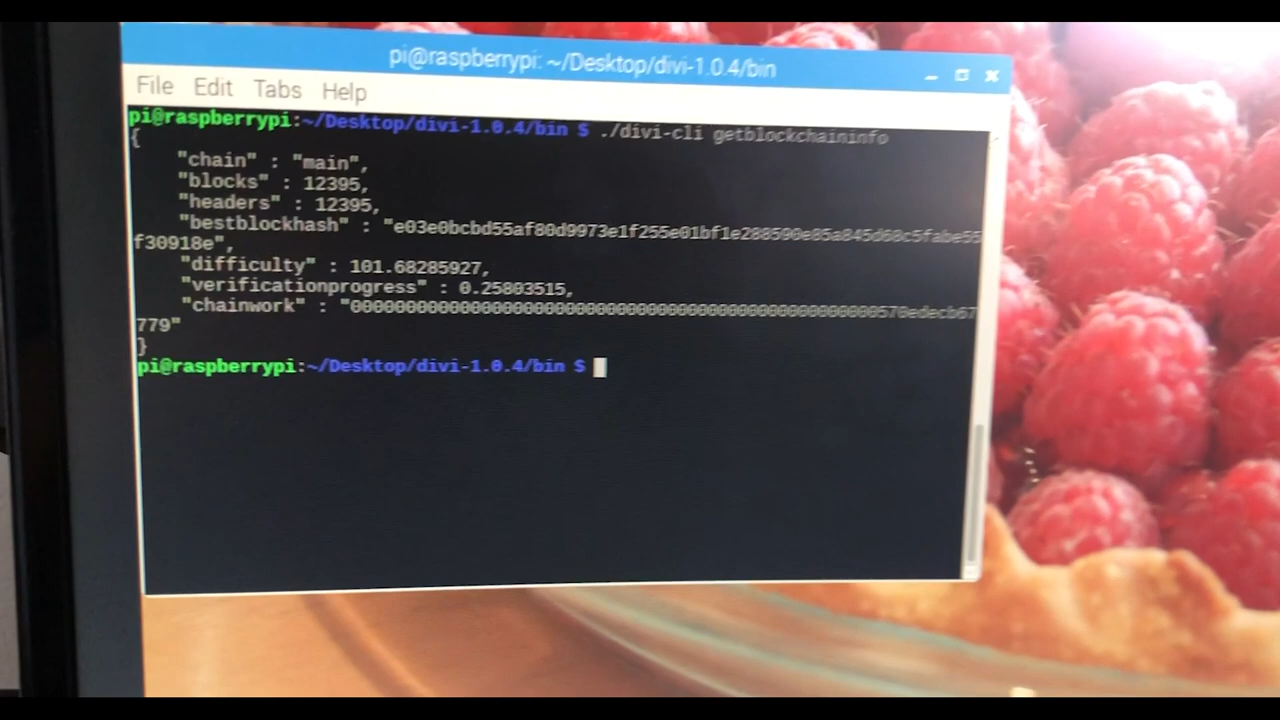 pi@raspberrypi: ~/Desktop/divi-1.0.4/bin
File Edit Tabs Help
pi@raspberrypi:~/Desktop/divi-1.0.4/bin $ ./divi-cli getblockchaininfo
{
"chain" : "main",
"blocks" : 12395,
"headers" : 12395,
"bestblockhash" : "e03e0bcbd55af80d9973e1f255e01bf1e288590e85a845d68c5fabe55
f30918e",
"difficulty" : 101.68285927,
"verificationprogress" : 0.25803515,
"chainwork" : "000000000000000000000000000000000000000000000000000570edecb67
779"
}
pi@raspberrypi:~/Desktop/divi-1.0.4/bin $